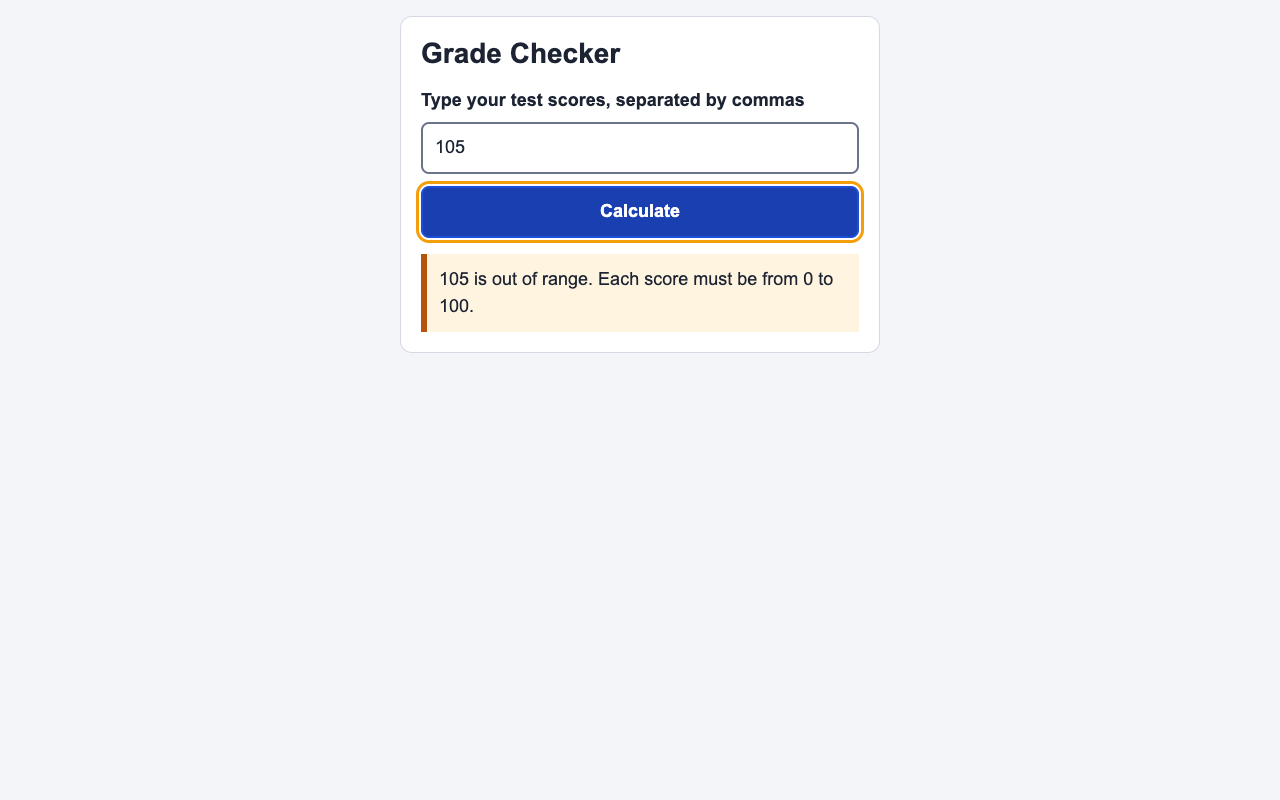 Grade Checker
Type your test scores, separated by commas
105
Calculate
105 is out of range. Each score must be from 0 to
100.